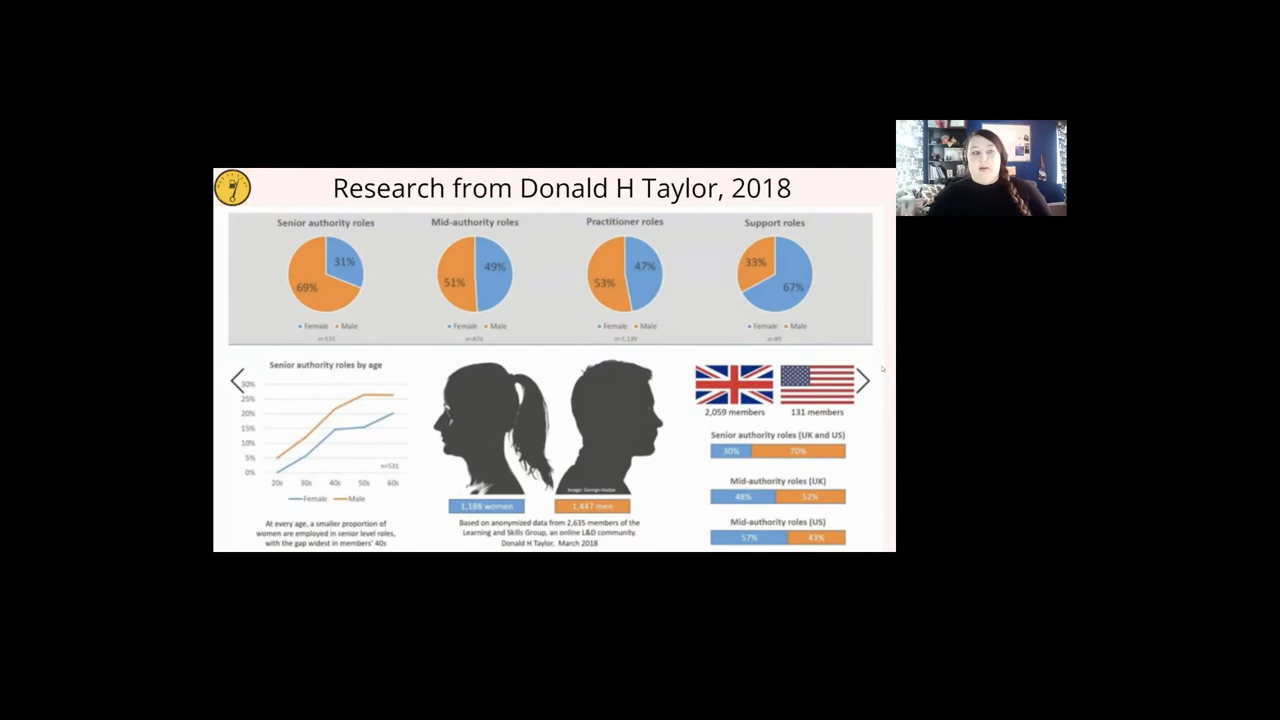 Research from Donald H Taylor, 2018
Senior authority roles
31%
69%
Female Male
n=531
Mid-authority roles
49%
51%
Female Male
Practitioner roles
47%
53%
Female Male
Support roles
33%
67%
Female Male
Senior authority roles by age
30%
25%
20%
15%
10%
5%
0%
n=531
20s 30s 40s 50s 60s
Female Male
At every age, a smaller proportion of
women are employed in senior level roles,
with the gap widest in members' 40s
1,188 women
1,447 men
Based on anonymized data from 2,635 members of the
Learning and Skills Group, an online L&D community.
Donald H Taylor, March 2018
2,059 members
131 members
Senior authority roles (UK and US)
30% 70%
Mid-authority roles (UK)
48% 52%
Mid-authority roles (US)
57% 43%